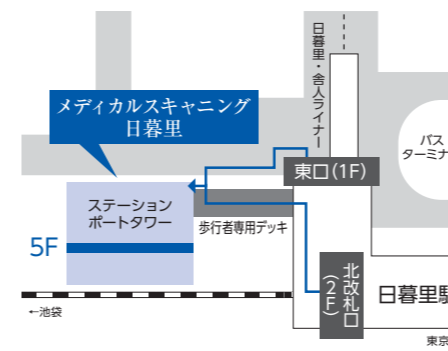 日暮里・舎人ライナー
メディカルスキャニング
日暮里
バス
ターミナ
東口(1F)
ステーション
ポートタワー
歩行者専用デッキ
5F
北改札口
(2F)
日暮里駅
←池袋
東京